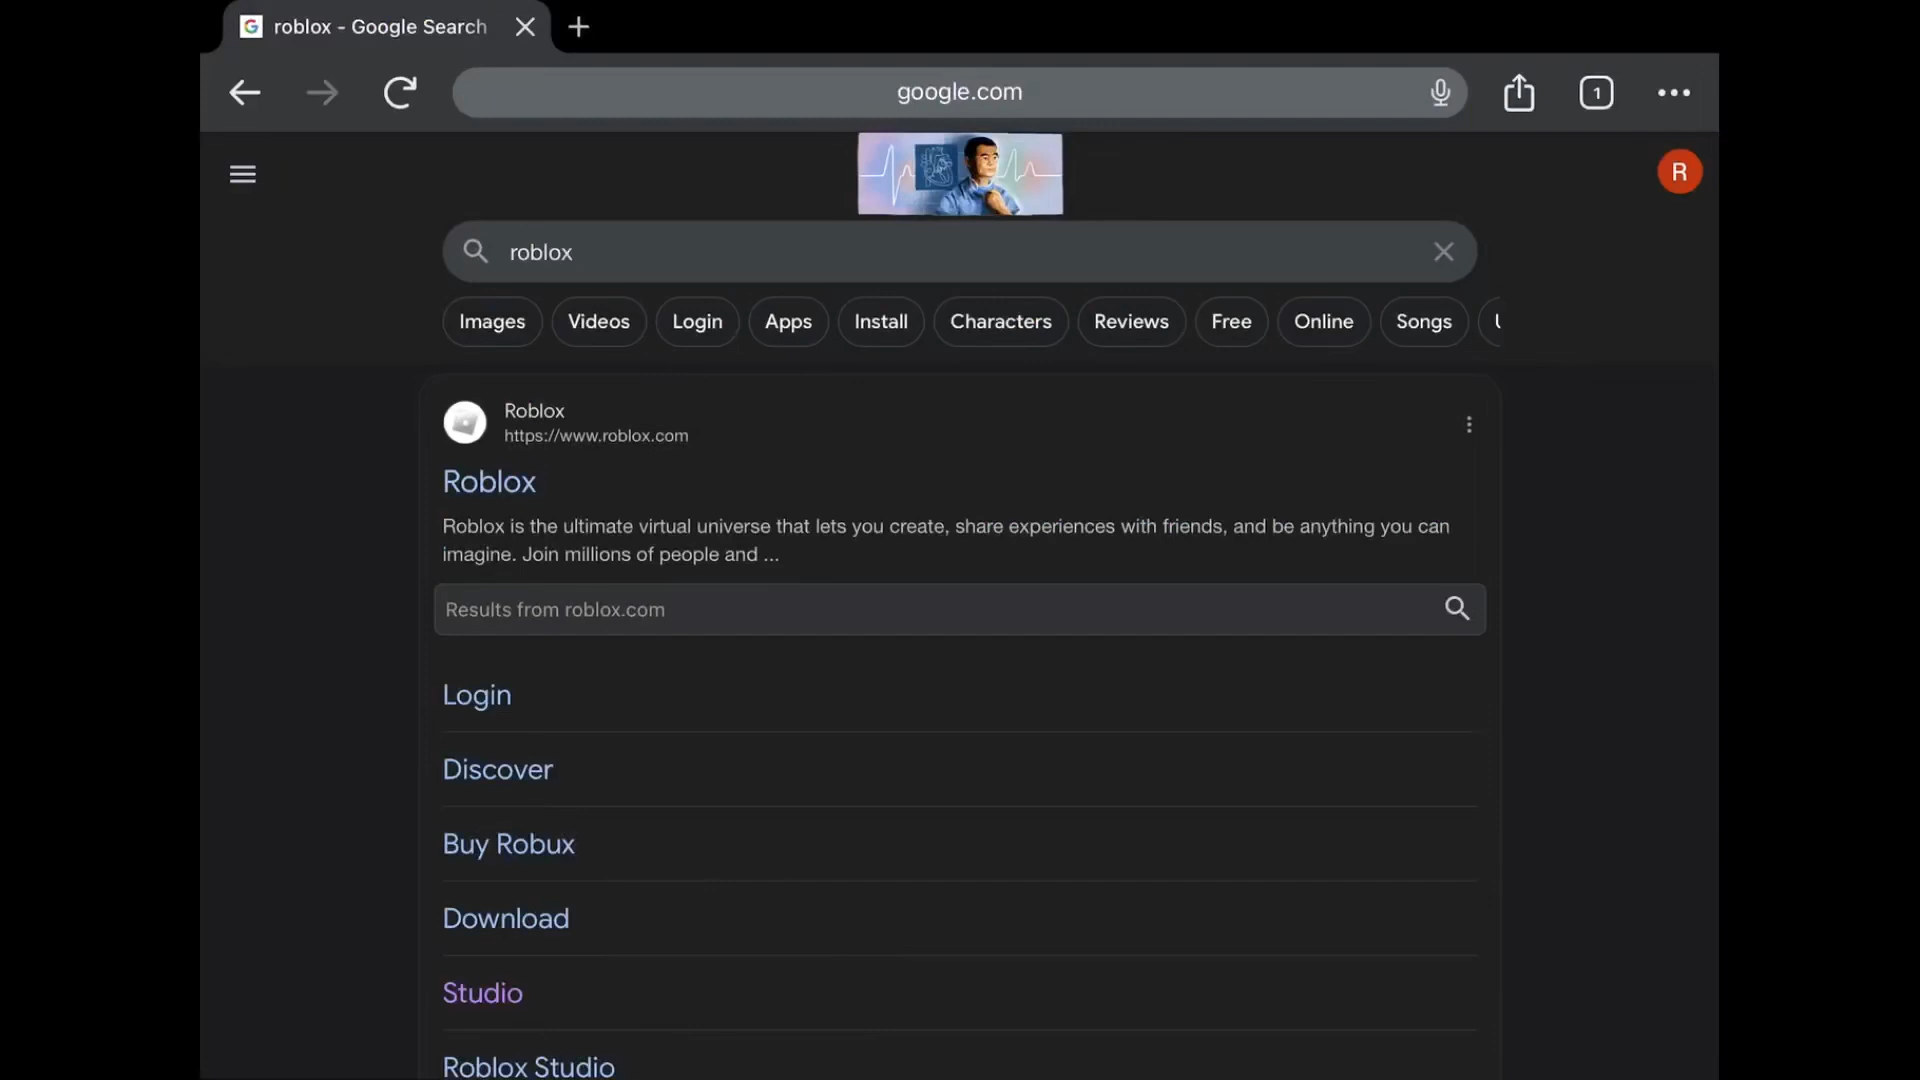 roblox - Google Search
google.com
1
R
roblox
Images
Videos
Login
Apps
Install
Characters
Reviews
Free
Online
Songs
Roblox
https://www.roblox.com
Roblox
Roblox is the ultimate virtual universe that lets you create, share experiences with friends, and be anything you can
imagine. Join millions of people and ...
Results from roblox.com
Login
Discover
Buy Robux
Download
Studio
Roblox Studio